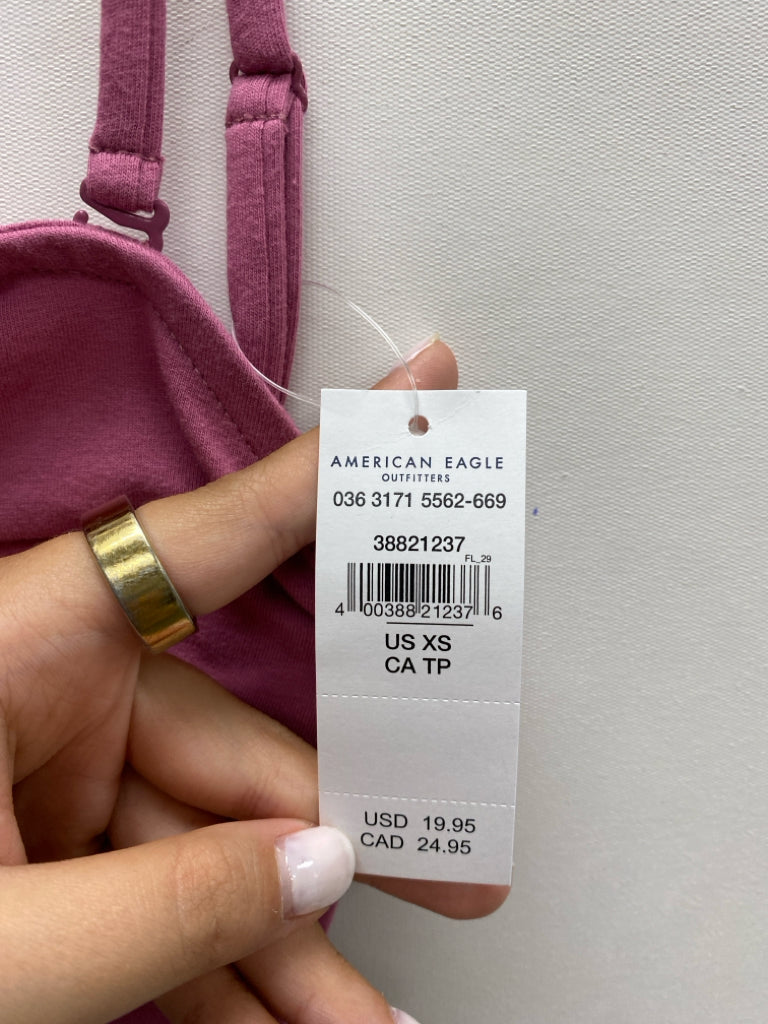 AMERICAN EAGLE
OUTFITTERS
036 3171 5562-669
38821237
FL_29
4 00388 21237 6
US XS
CA TP
USD 19.95
CAD 24.95